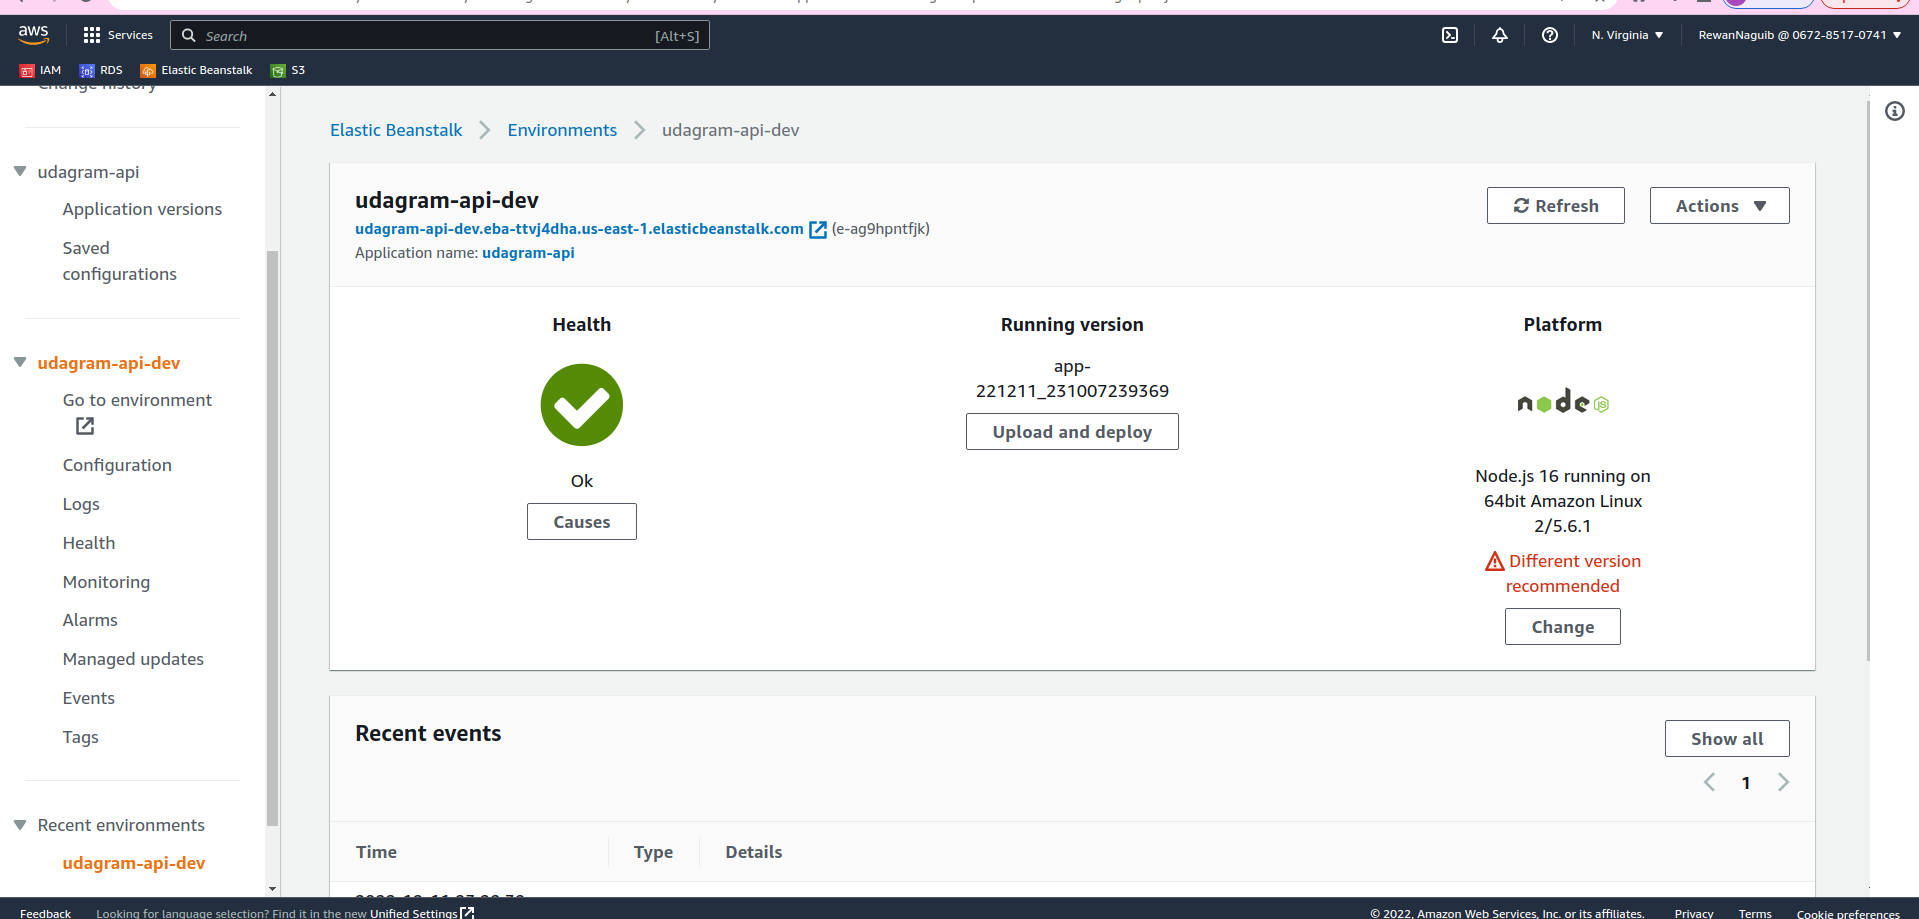 aws
Services
Search
[Alt+S]
N. Virginia
RewanNaguib @ 0672-8517-0741
IAM
RDS
Elastic Beanstalk
S3
Change history
udagram-api
Application versions
Saved
configurations
udagram-api-dev
Go to environment
Configuration
Logs
Health
Monitoring
Alarms
Managed updates
Events
Tags
Recent environments
udagram-api-dev
Elastic Beanstalk
Environments
udagram-api-dev
udagram-api-dev
udagram-api-dev.eba-ttvj4dha.us-east-1.elasticbeanstalk.com (e-ag9hpntfjk)
Application name: udagram-api
Refresh
Actions
Health
Ok
Causes
Running version
app-
221211_231007239369
Upload and deploy
Platform
node JS
Node.js 16 running on
64bit Amazon Linux
2/5.6.1
Different version
recommended
Change
Recent events
Show all
1
Time
Type
Details
Feedback
Looking for language selection? Find it in the new Unified Settings
© 2022, Amazon Web Services, Inc. or its affiliates.
Privacy
Terms
Cookie preferences